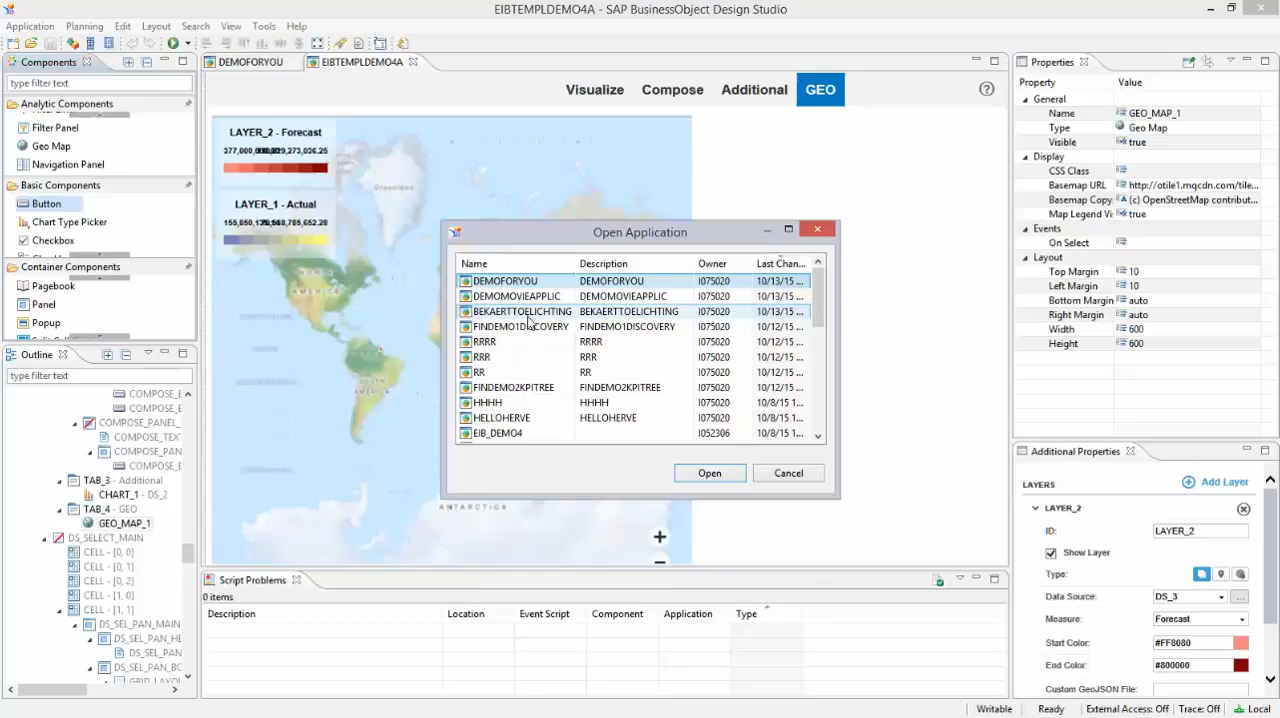 EIBTEMPLDEMO4A - SAP BusinessObject Design Studio
Application Planning Edit Layout Search View Tools Help
Components
type filter text
Analytic Components
Filter Panel
Geo Map
Navigation Panel
Basic Components
Button
Chart Type Picker
Checkbox
Container Components
Pagebook
Panel
Popup
Outline
type filter text
COMPOSE_E
COMPOSE_E
COMPOSE_PANEL_
COMPOSE_TEXT
COMPOSE_PAN
COMPOSE_E
TAB_3 - Additional
CHART_1 - DS_2
TAB_4 - GEO
GEO_MAP_1
DS_SELECT_MAIN
CELL - [0, 0]
CELL - [0, 1]
CELL - [0, 2]
CELL - [1, 0]
CELL - [1, 1]
DS_SEL_PAN_MAIN
DS_SEL_PAN_HE
DS_SEL_PAN
DS_SEL_PAN_BC
DEMOFORYOU
EIBTEMPLDEMO4A
Visualize Compose Additional GEO
LAYER_2 - Forecast
LAYER_1 - Actual
Greenland
ANTARCTICA
Open Application
Name Description Owner Last Chan...
DEMOFORYOU DEMOFORYOU I075020 10/13/15 ...
DEMOMOVIEAPPLIC DEMOMOVIEAPPLIC I075020 10/13/15 ...
BEKAERTTOELICHTING BEKAERTTOELICHTING I075020 10/13/15 ...
FINDEMO1DISCOVERY FINDEMO1DISCOVERY I075020 10/12/15 ...
RRRR RRRR I075020 10/12/15 ...
RRR RRR I075020 10/12/15 ...
RR RR I075020 10/12/15 ...
FINDEMO2KPITREE FINDEMO2KPITREE I075020 10/12/15 ...
HHHH HHHH I075020 10/8/15 1...
HELLOHERVE HELLOHERVE I075020 10/8/15 1...
EIB_DEMO4 I052306 10/8/15 1...
Open Cancel
Script Problems
0 items
Description Location Event Script Component Application Type
Properties
Property Value
General
Name GEO_MAP_1
Type Geo Map
Visible true
Display
CSS Class
Basemap URL http://otile1.mqcdn.com/tile...
Basemap Copy (c) OpenStreetMap contribut...
Map Legend Vi true
Events
On Select
Layout
Top Margin 10
Left Margin 10
Bottom Margin auto
Right Margin auto
Width 600
Height 600
Additional Properties
LAYERS Add Layer
LAYER_2
ID: LAYER_2
Show Layer
Type:
Data Source: DS_3
Measure: Forecast
Start Color: #FF8080
End Color: #800000
Custom GeoJSON File:
Writable Ready External Access: Off Trace: Off Local